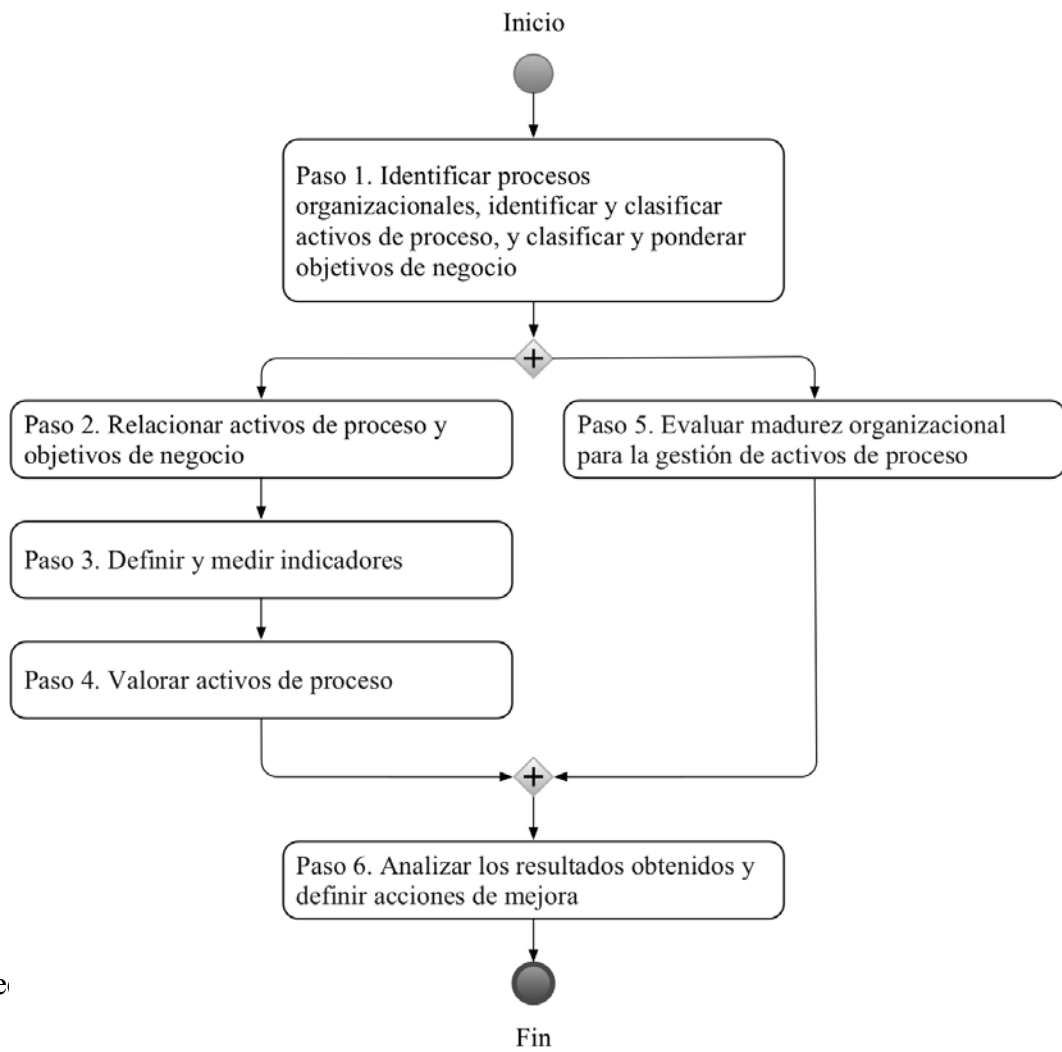 Inicio
Paso 1. Identificar procesos
organizacionales, identificar y clasificar
activos de proceso, y clasificar y ponderar
objetivos de negocio
Paso 2. Relacionar activos de proceso y
objetivos de negocio
Paso 5. Evaluar madurez organizacional
para la gestión de activos de proceso
Paso 3. Definir y medir indicadores
Paso 4. Valorar activos de proceso
Paso 6. Analizar los resultados obtenidos y
definir acciones de mejora
Fin